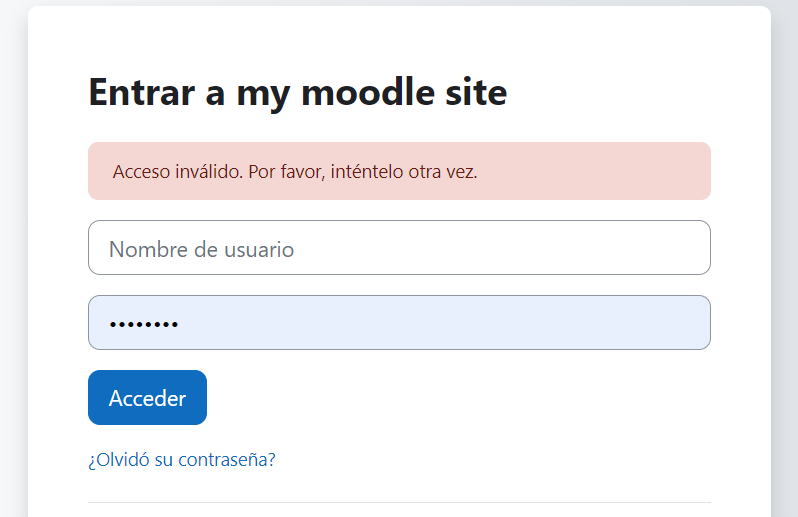 Entrar a my moodle site
Acceso inválido. Por favor, inténtelo otra vez.
Nombre de usuario
••••••••
Acceder
¿Olvidó su contraseña?